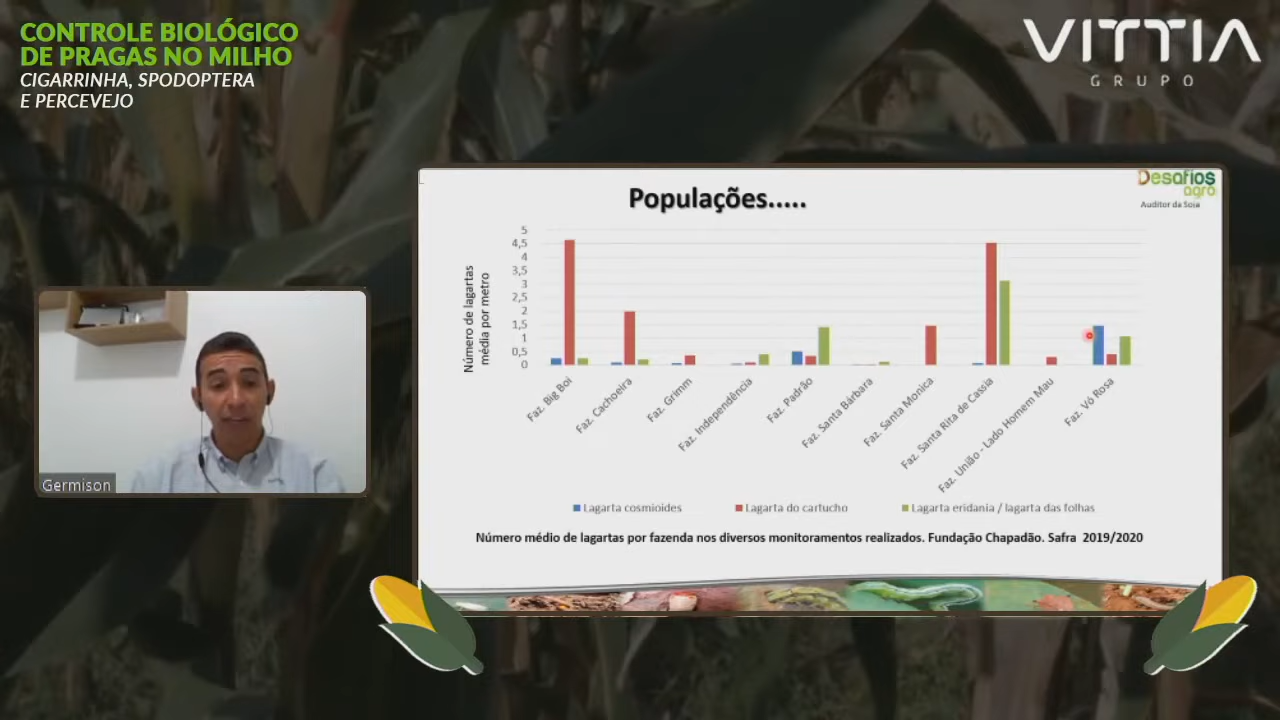 CONTROLE BIOLÓGICO
DE PRAGAS NO MILHO
CIGARRINHA, SPODOPTERA
E PERCEVEJO
VITTIA
GRUPO
Desafios
agro
Auditor da Soja
Populações.....
Número de lagartas
média por metro
5
4,5
4
3,5
3
2,5
2
1,5
1
0,5
0
Faz. Big Boi
Faz. Cachoeira
Faz. Grimm
Faz. Independência
Faz. Padrão
Faz. Santa Bárbara
Faz. Santa Monica
Faz. Santa Rita de Cassia
Faz. União - Lado Homem Mau
Faz. Vó Rosa
Lagarta cosmioides
Lagarta do cartucho
Lagarta eridania / lagarta das folhas
Número médio de lagartas por fazenda nos diversos monitoramentos realizados. Fundação Chapadão. Safra 2019/2020
Germison